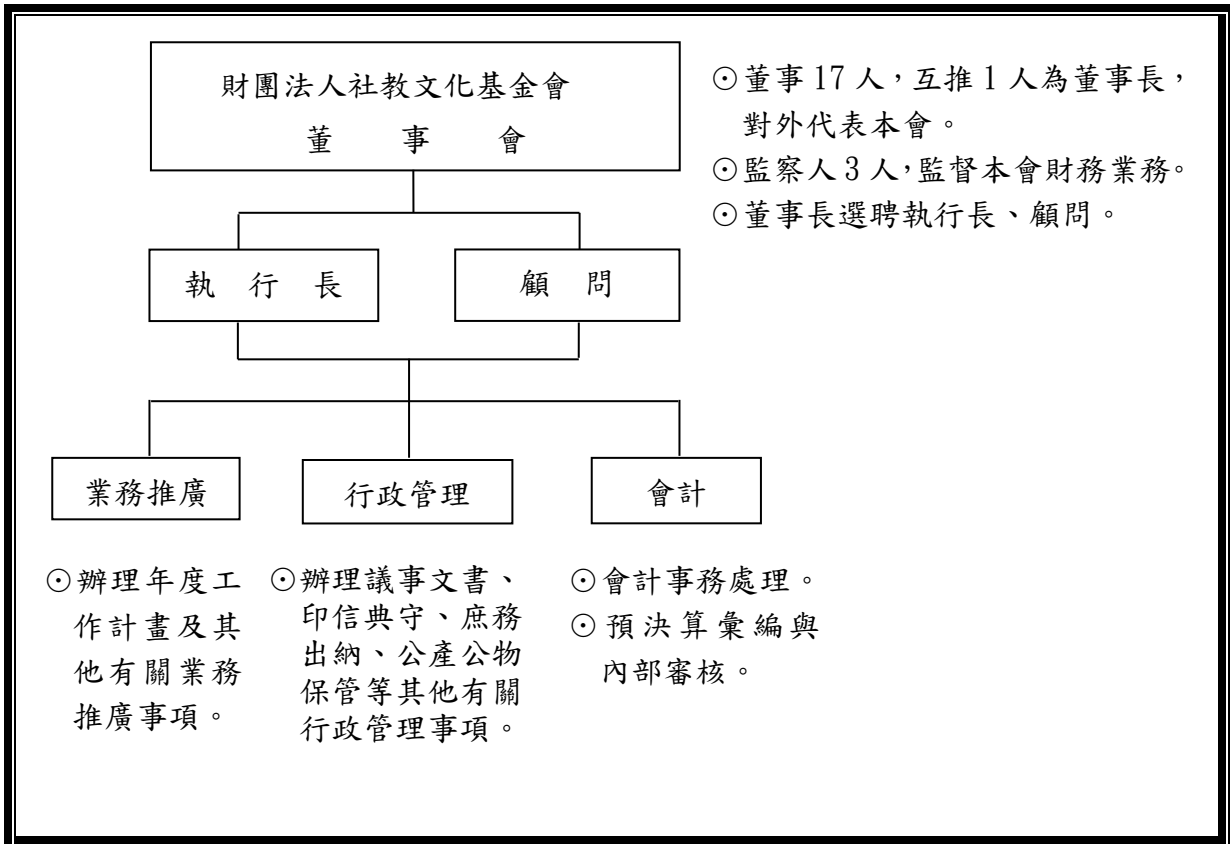 財團法人社教文化基金會
董 事 會
⊙董事 17 人，互推 1 人為董事長，
對外代表本會。
⊙監察人 3 人，監督本會財務業務。
⊙董事長選聘執行長、顧問。
執 行 長
顧 問
業務推廣
行政管理
會計
⊙辦理年度工
作計畫及其
他有關業務
推廣事項。
⊙辦理議事文書、
印信典守、庶務
出納、公產公物
保管等其他有關
行政管理事項。
⊙會計事務處理。
⊙預決算彙編與
內部審核。